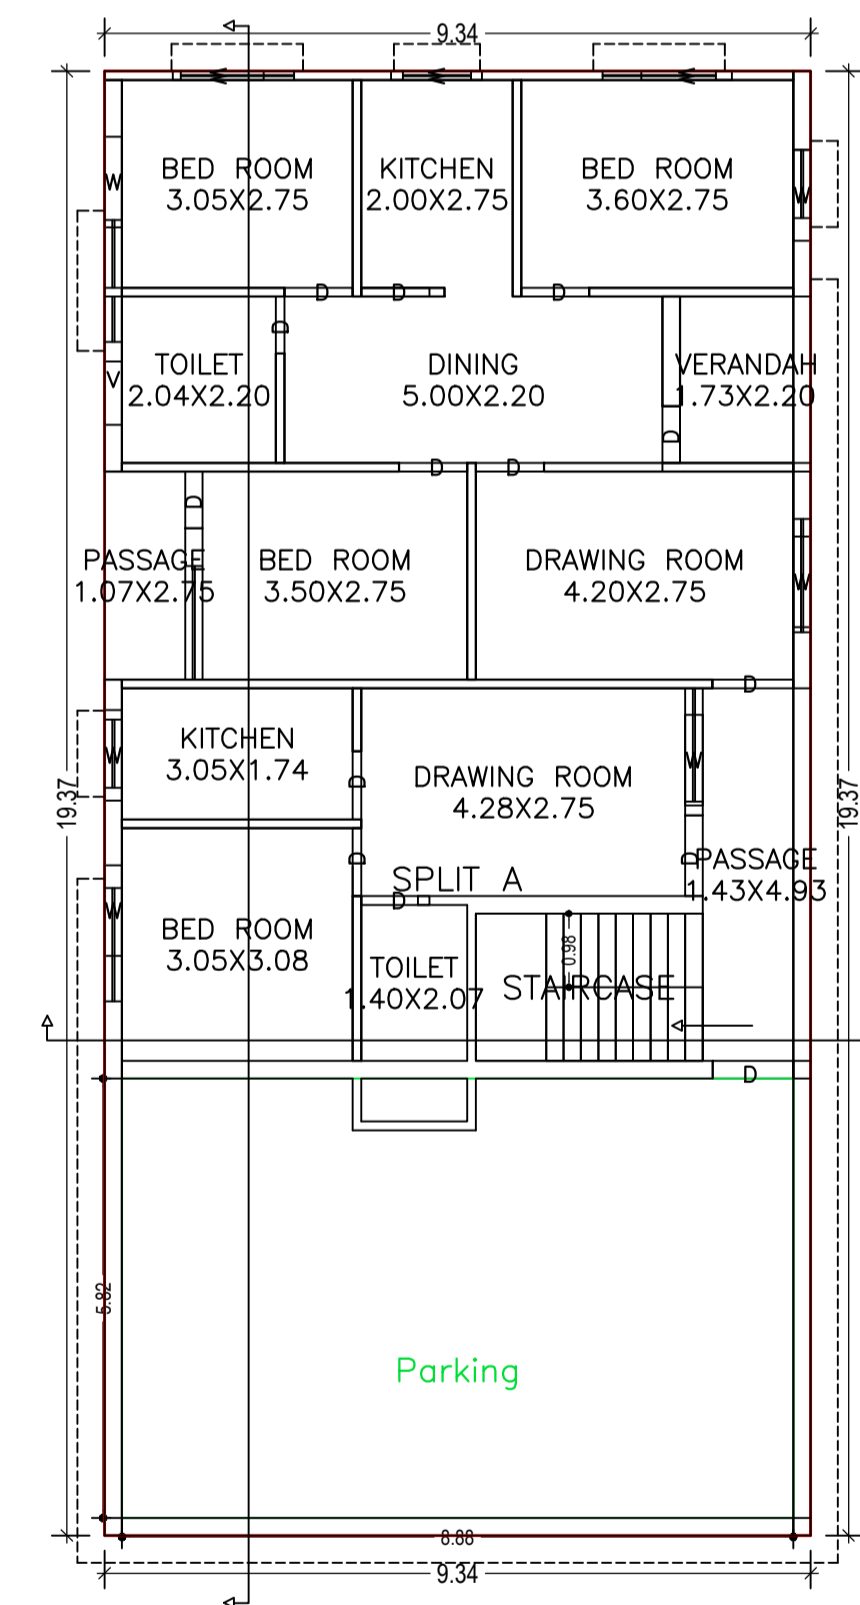 9.34
BED ROOM
3.05X2.75
KITCHEN
2.00X2.75
BED ROOM
3.60X2.75
W
W
D
D
D
D
TOILET
2.04X2.20
V
DINING
5.00X2.20
VERANDAH
1.73X2.20
D
D
D
D
PASSAGE
1.07X2.75
BED ROOM
3.50X2.75
DRAWING ROOM
4.20X2.75
W
D
KITCHEN
3.05X1.74
W
DRAWING ROOM
4.28X2.75
W
D
19.37
19.37
D
D
PASSAGE
1.43X4.93
SPLIT A
D
W
BED ROOM
3.05X3.08
TOILET
1.40X2.07
0.98
STAIRCASE
D
5.82
Parking
8.88
9.34